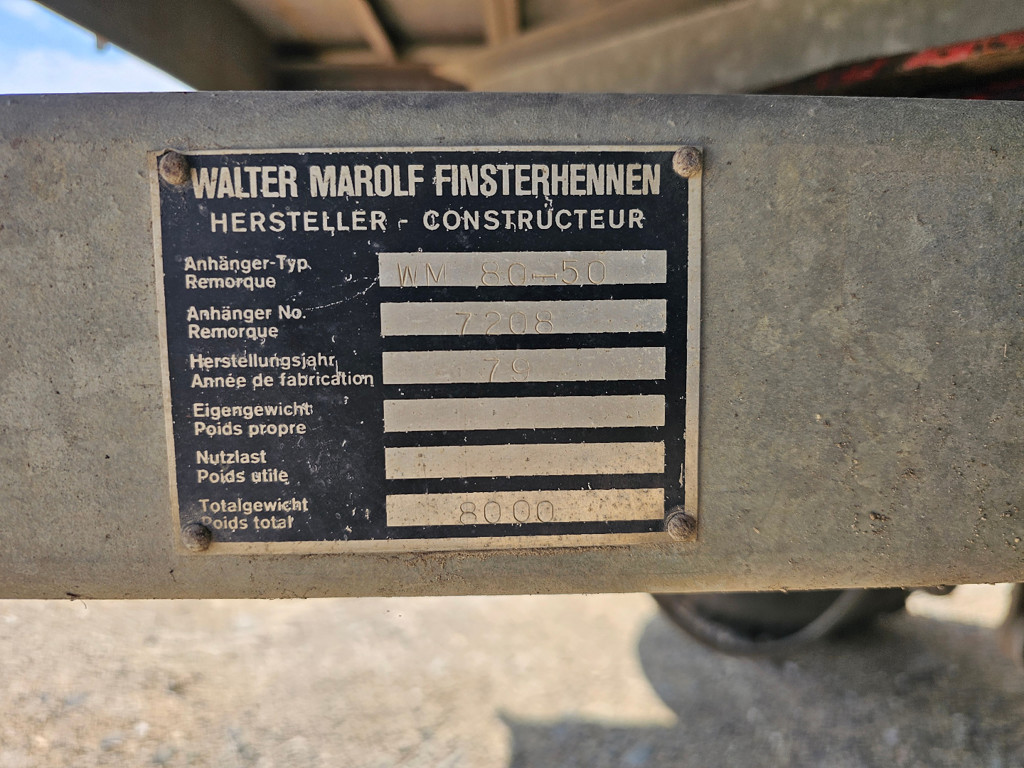 WALTER MAROLF FINSTERHENNEN
HERSTELLER - CONSTRUCTEUR
Anhänger-Typ WM 80-50
Remorque
Anhänger No. 7208
Remorque
Herstellungsjahr 79
Année de fabrication
Eigengewicht
Poids propre
Nutzlast
Poids utile
Totalgewicht 8000
Poids total